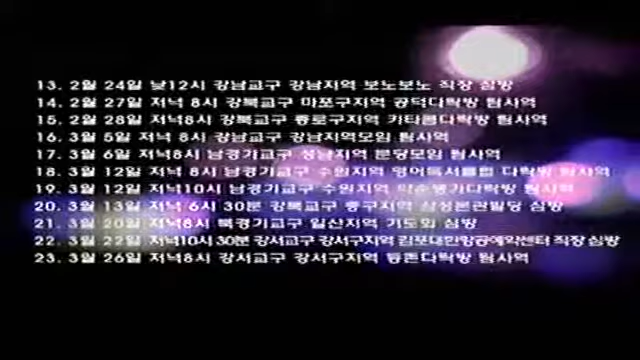 13. 2월 24일 낮12시 강남교구 강남지역 보노보노 직장 심방
14. 2월 27일 저녁 8시 강북교구 마포구지역 공덕다락방 팀사역
15. 2월 28일 저녁8시 강북교구 종로구지역 키타콤다락방 팀사역
16. 3월 5일 저녁 8시 강남교구 강남지역모임 팀사역
17. 3월 6일 저녁8시 남경기교구 성남지역 분당모임 팀사역
18. 3월 12일 저녁 8시 남경기교구 수원지역 영어독서클럽 다락방 팀사역
19. 3월 12일 저녁10시 남경기교구 수원지역 다락방 팀사역
20. 3월 13일 저녁 6시 30분 강북교구 중구지역 삼성본관빌딩 심방
21. 3월 20일 저녁8시 북경기교구 일산지역 기도회 심방
22. 3월 22일 저녁10시 30분 강서교구 강서구지역 김포대한항공예약센터 직장 심방
23. 3월 26일 저녁8시 강서교구 강서구지역 등촌다락방 팀사역